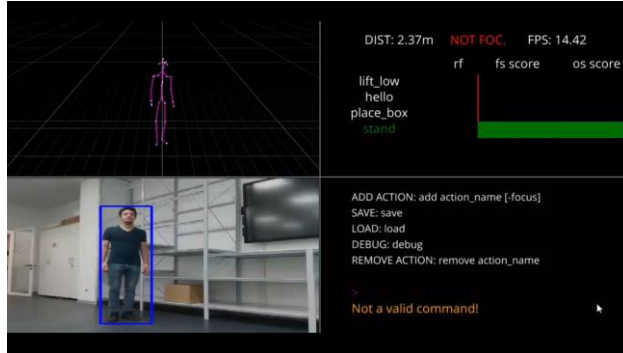 DIST: 2.37m NOT FOC. FPS: 14.42
rf fs score os score
lift_low
hello
place_box
stand
ADD ACTION: add action_name [-focus]
SAVE: save
LOAD: load
DEBUG: debug
REMOVE ACTION: remove action_name
>
Not a valid command!